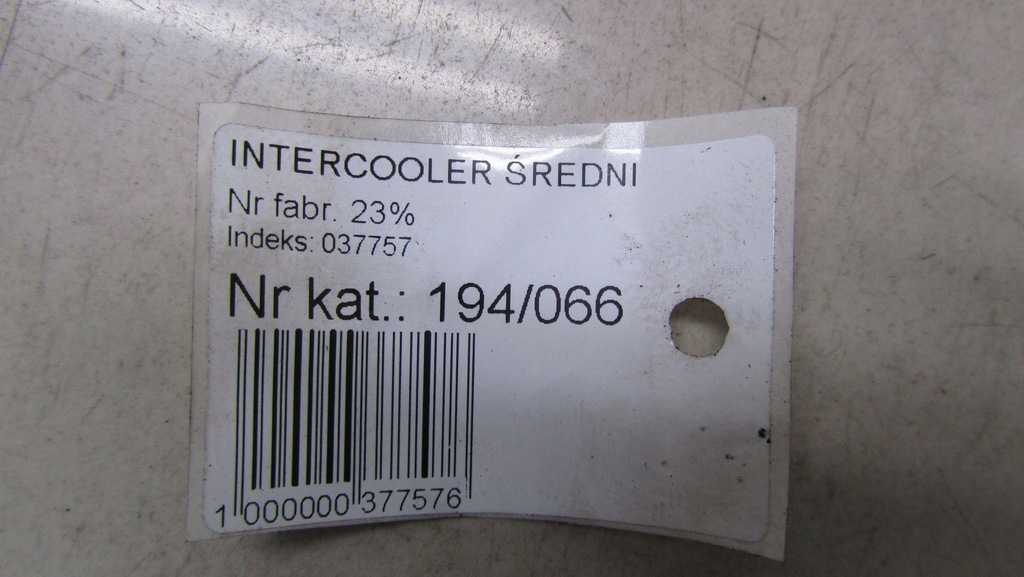 INTERCOOLER ŚREDNI
Nr fabr. 23%
Indeks: 037757
Nr kat.: 194/066
1 000000 377576